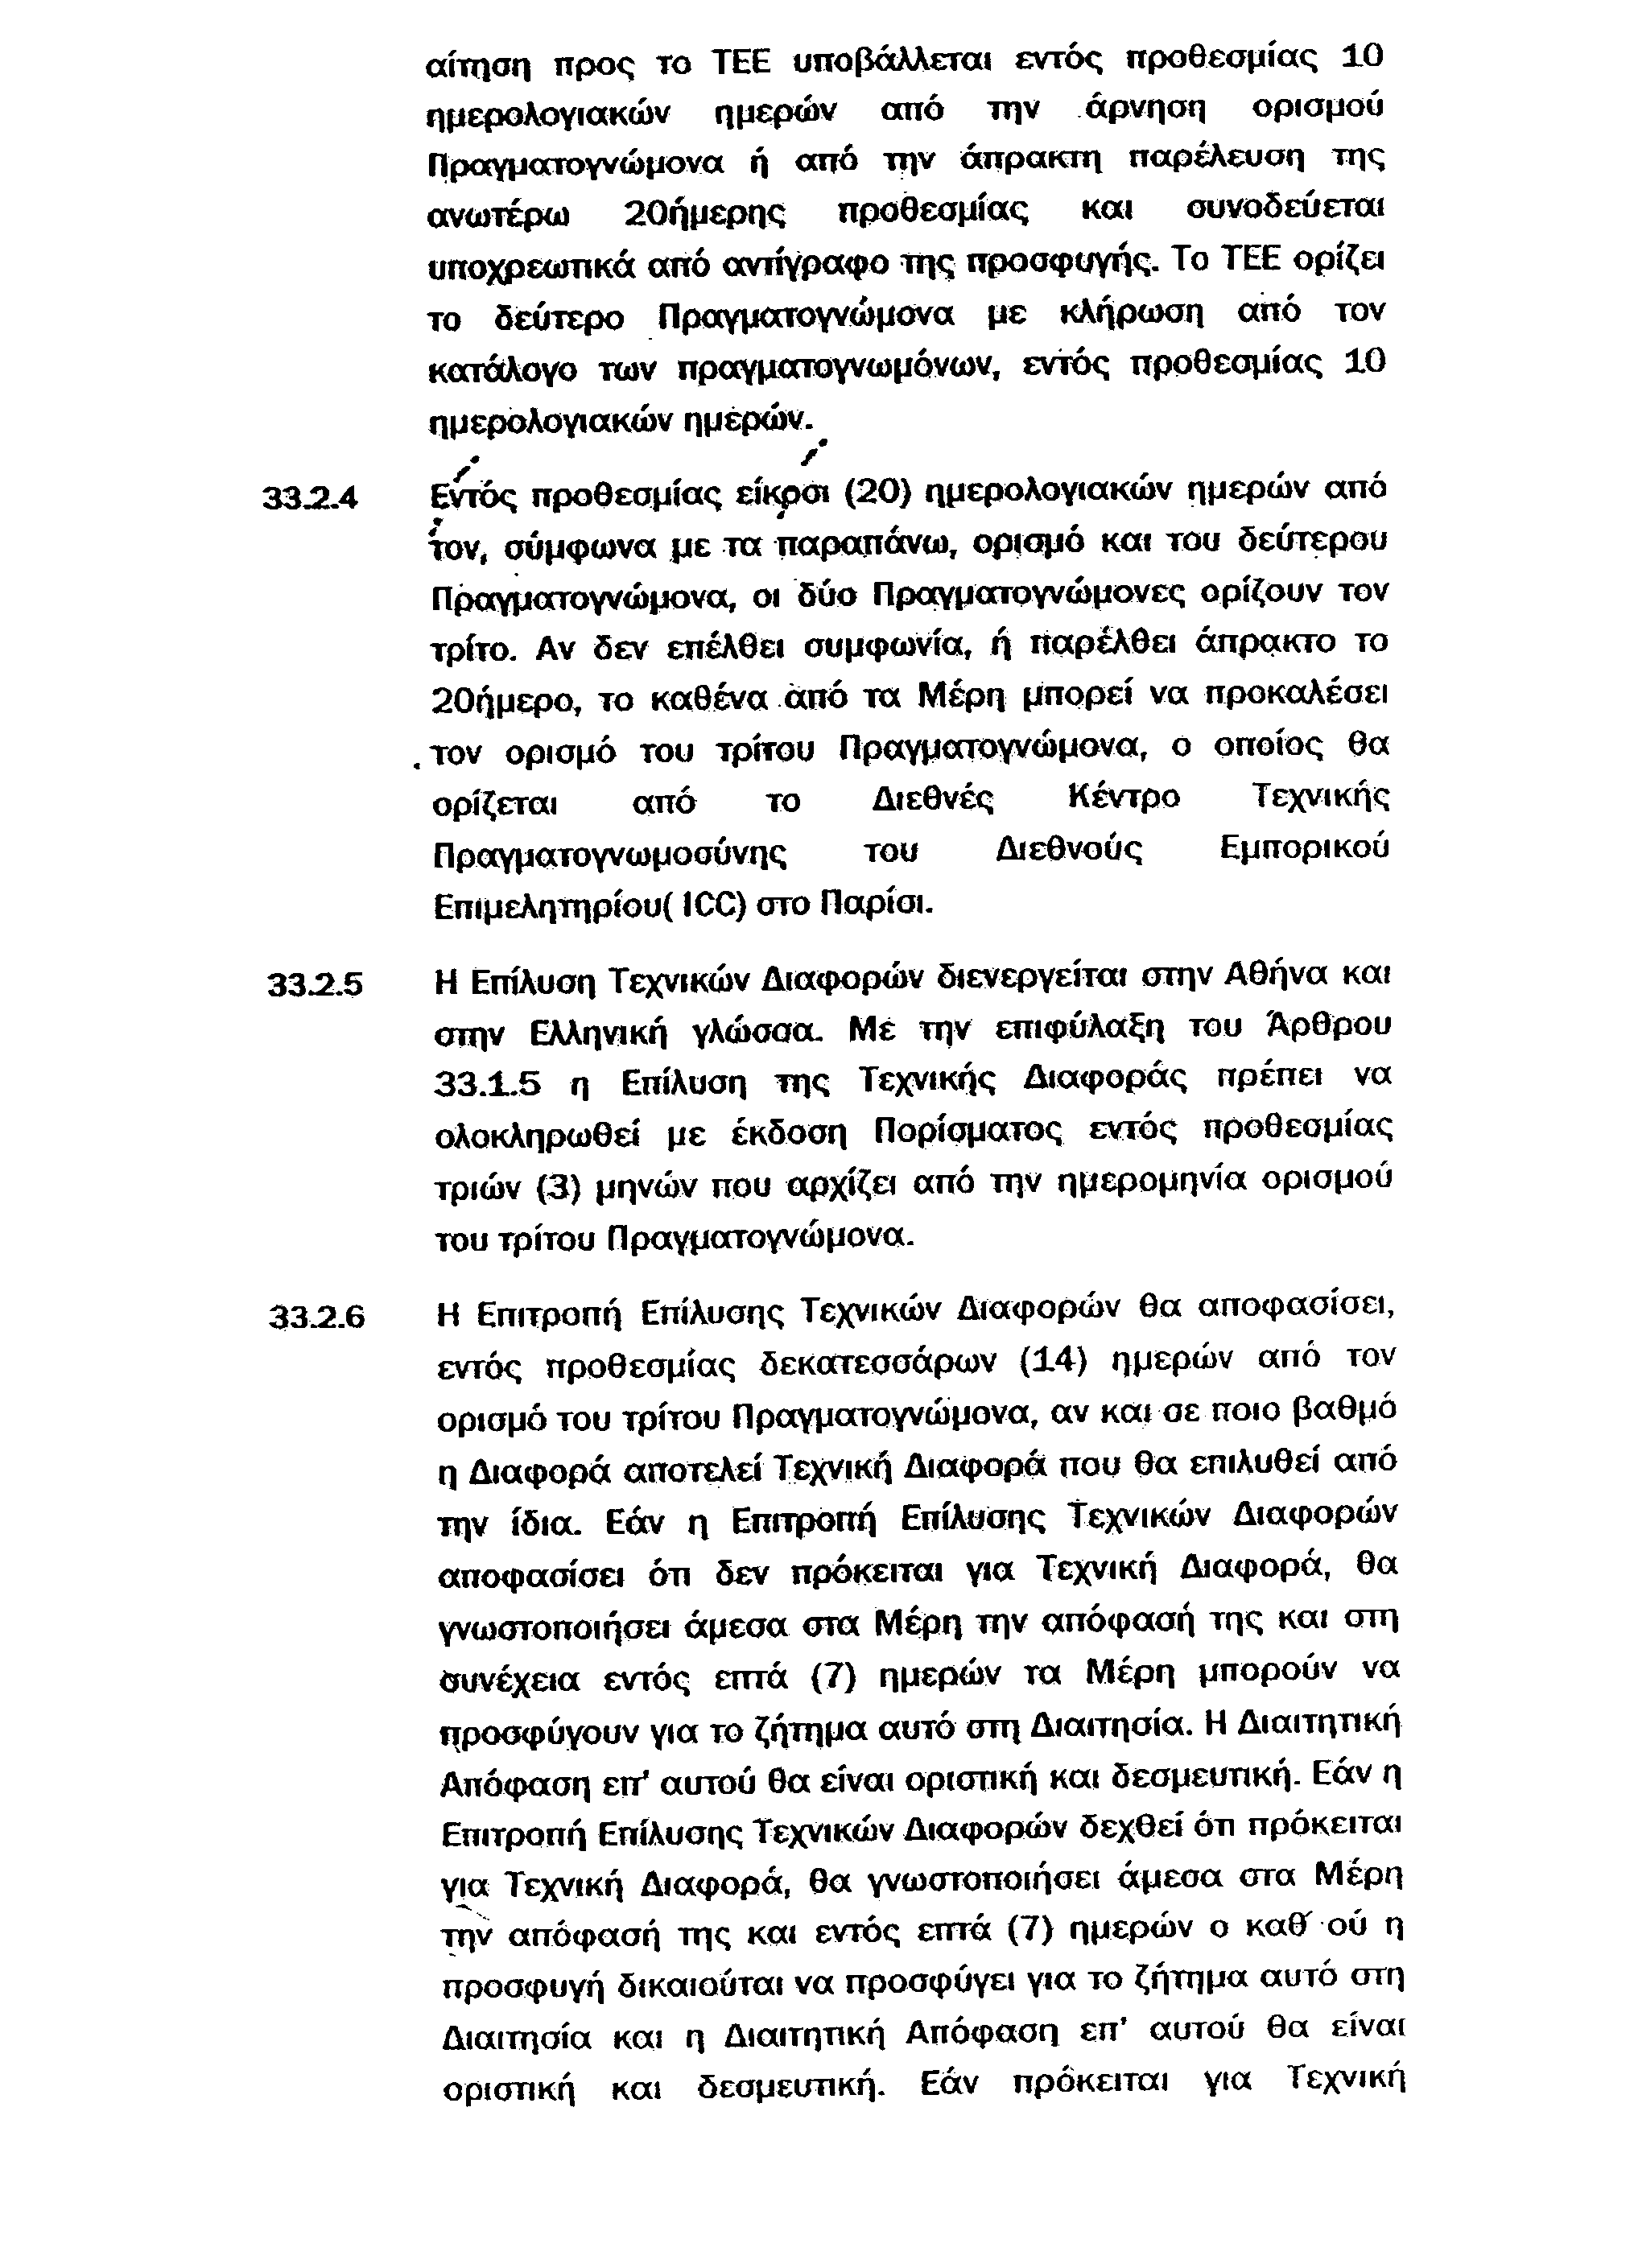 αίτηση προς το ΤΕΕ υποβάλλεται εντός προθεσμίας 10
ημερολογιακών ημερών από την άρνηση ορισμού
Πραγματογνώμονα ή από την άπρακτη παρέλευση της
ανωτέρω 20ήμερης προθεσμίας και συνοδεύεται
υποχρεωτικά από αντίγραφο της προσφυγής. Το ΤΕΕ ορίζει
το δεύτερο Πραγματογνώμονα με κλήρωση από τον
κατάλογο των πραγματογνωμόνων, εντός προθεσμίας 10
ημερολογιακών ημερών.
33.2.4 Εντός προθεσμίας είκροι (20) ημερολογιακών ημερών από
τον, σύμφωνα με τα παραπάνω, ορισμό και του δεύτερου
Πραγματογνώμονα, οι δύο Πραγματογνώμονες ορίζουν τον
τρίτο. Αν δεν επέλθει συμφωνία, ή παρέλθει άπρακτο το
20ήμερο, το καθένα από τα Μέρη μπορεί να προκαλέσει
τον ορισμό του τρίτου Πραγματογνώμονα, ο οποίος θα
ορίζεται από το Διεθνές Κέντρο Τεχνικής
Πραγματογνωμοσύνης του Διεθνούς Εμπορικού
Επιμελητηρίου( ICC) στο Παρίσι.
33.2.5 Η Επίλυση Τεχνικών Διαφορών διενεργείται στην Αθήνα και
στην Ελληνική γλώσσα. Με την επιφύλαξη του Άρθρου
33.1.5 η Επίλυση της Τεχνικής Διαφοράς πρέπει να
ολοκληρωθεί με έκδοση Πορίσματος εντός προθεσμίας
τριών (3) μηνών που αρχίζει από την ημερομηνία ορισμού
του τρίτου Πραγματογνώμονα.
33.2.6 Η Επιτροπή Επίλυσης Τεχνικών Διαφορών θα αποφασίσει,
εντός προθεσμίας δεκατεσσάρων (14) ημερών από τον
ορισμό του τρίτου Πραγματογνώμονα, αν και σε ποιο βαθμό
η Διαφορά αποτελεί Τεχνική Διαφορά που θα επιλυθεί από
την ίδια. Εάν η Επιτροπή Επίλυσης Τεχνικών Διαφορών
αποφασίσει ότι δεν πρόκειται για Τεχνική Διαφορά, θα
γνωστοποιήσει άμεσα στα Μέρη την απόφασή της και στη
συνέχεια εντός επτά (7) ημερών τα Μέρη μπορούν να
προσφύγουν για το ζήτημα αυτό στη Διαιτησία. Η Διαιτητική
Απόφαση επ' αυτού θα είναι οριστική και δεσμευτική. Εάν η
Επιτροπή Επίλυσης Τεχνικών Διαφορών δεχθεί ότι πρόκειται
για Τεχνική Διαφορά, θα γνωστοποιήσει άμεσα στα Μέρη
την απόφασή της και εντός επτά (7) ημερών ο καθ' ού η
προσφυγή δικαιούται να προσφύγει για το ζήτημα αυτό στη
Διαιτησία και η Διαιτητική Απόφαση επ' αυτού θα είναι
οριστική και δεσμευτική. Εάν πρόκειται για Τεχνική